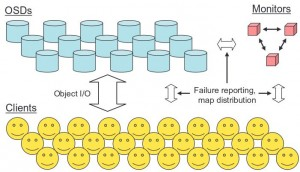 OSDs
Monitors
Object I/O
Failure reporting,
map distribution
Clients